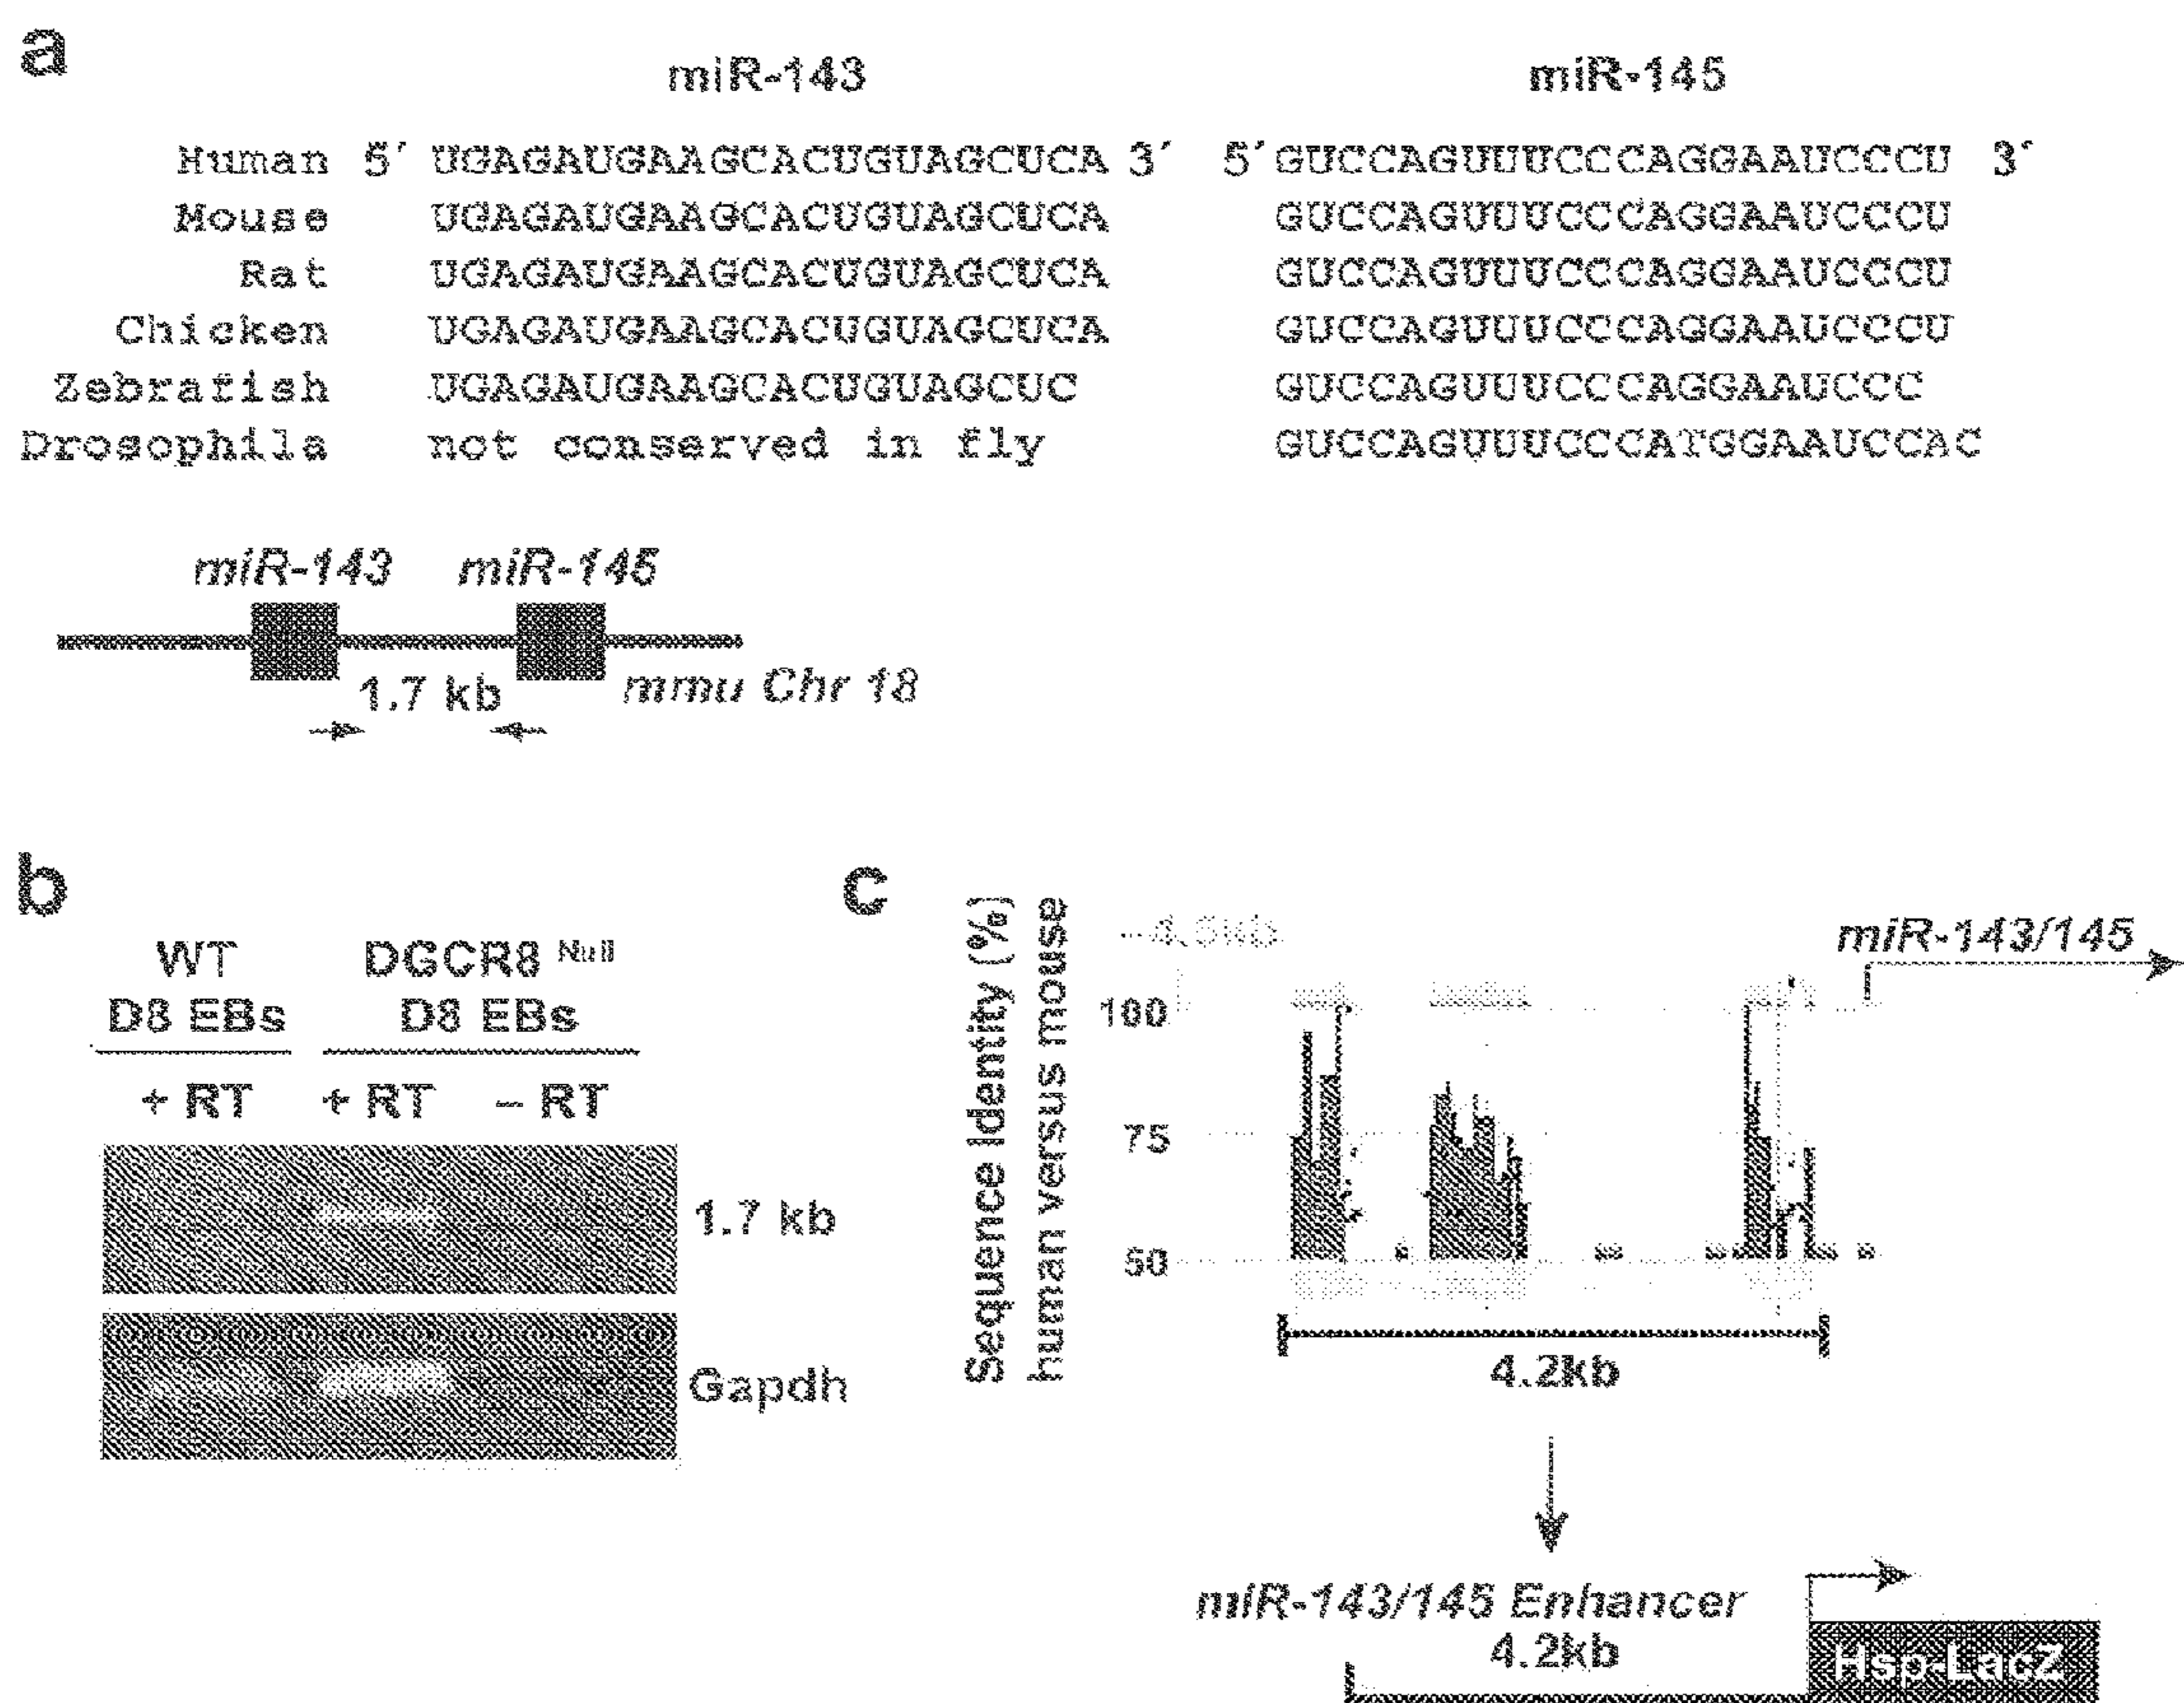 a
miR-143 miR-145
Human 5′ UGAGAUGAAGCACUGUAGCUCA 3′ 5′ GUCCAGUUUUCCCAGGAAUCCCU 3′
Mouse UGAGAUGAAGCACUGUAGCUCA GUCCAGUUUUCCCAGGAAUCCCU
Rat UGAGAUGAAGCACUGUAGCUCA GUCCAGUUUUCCCAGGAAUCCCU
Chicken UGAGAUGAAGCACUGUAGCUCA GUCCAGUUUUCCCAGGAAUCCCU
Zebrafish UGAGAUGAAGCACUGUAGCUC GUCCAGUUUUCCCAGGAAUCCC
Drosophila not conserved in fly GUCCAGUUUUCCCATGGAAUCCAC
miR-143 miR-145
1.7 kb mmu Chr 18
b
WT DGCR8 Null
D8 EBs D8 EBs
+ RT + RT – RT
1.7 kb
Gapdh
c
Sequence Identity (%)
human versus mouse
miR-143/145
100
75
50
4.2kb
miR-143/145 Enhancer
4.2kb
Hsp-LacZ